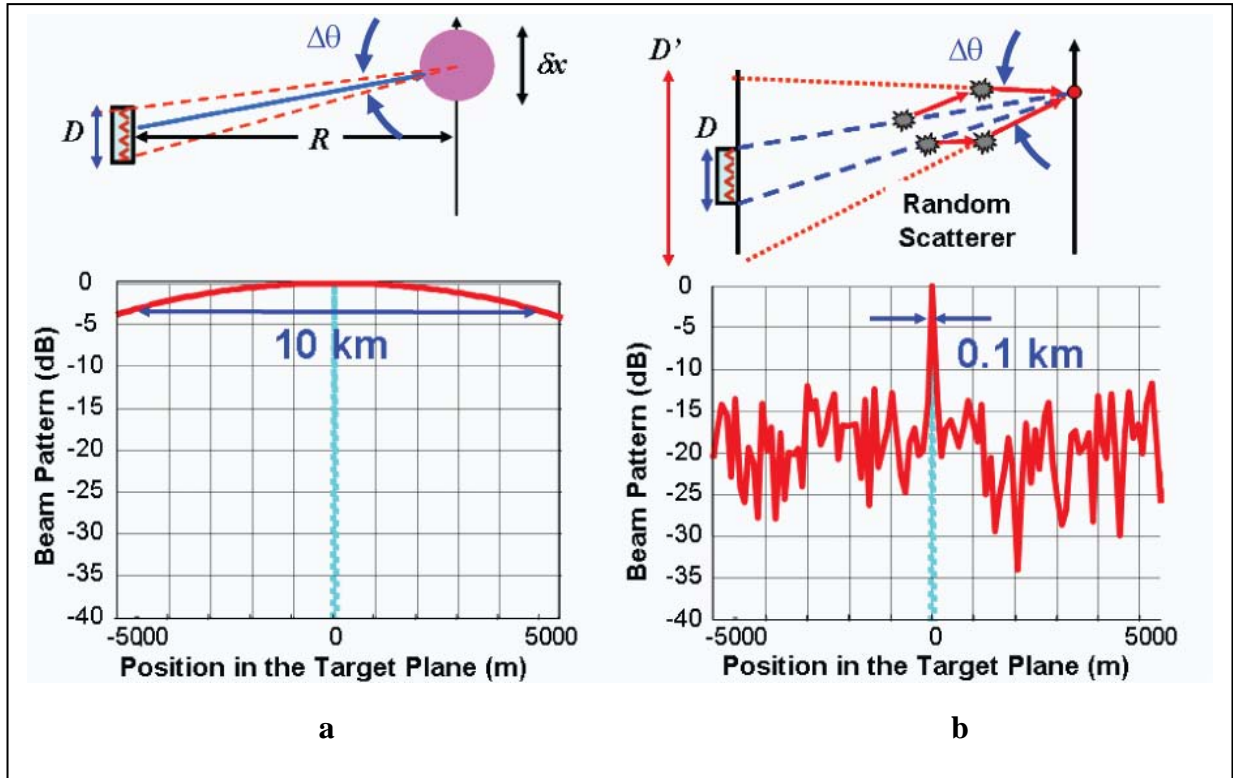 Δθ
δx
D
R
Beam Pattern (dB)
0
-5
-10
-15
-20
-25
-30
-35
-40
10 km
-5000
0
5000
Position in the Target Plane (m)
a
D’
Δθ
D
Random
Scatterer
Beam Pattern (dB)
0
-5
-10
-15
-20
-25
-30
-35
-40
0.1 km
-5000
0
5000
Position in the Target Plane (m)
b